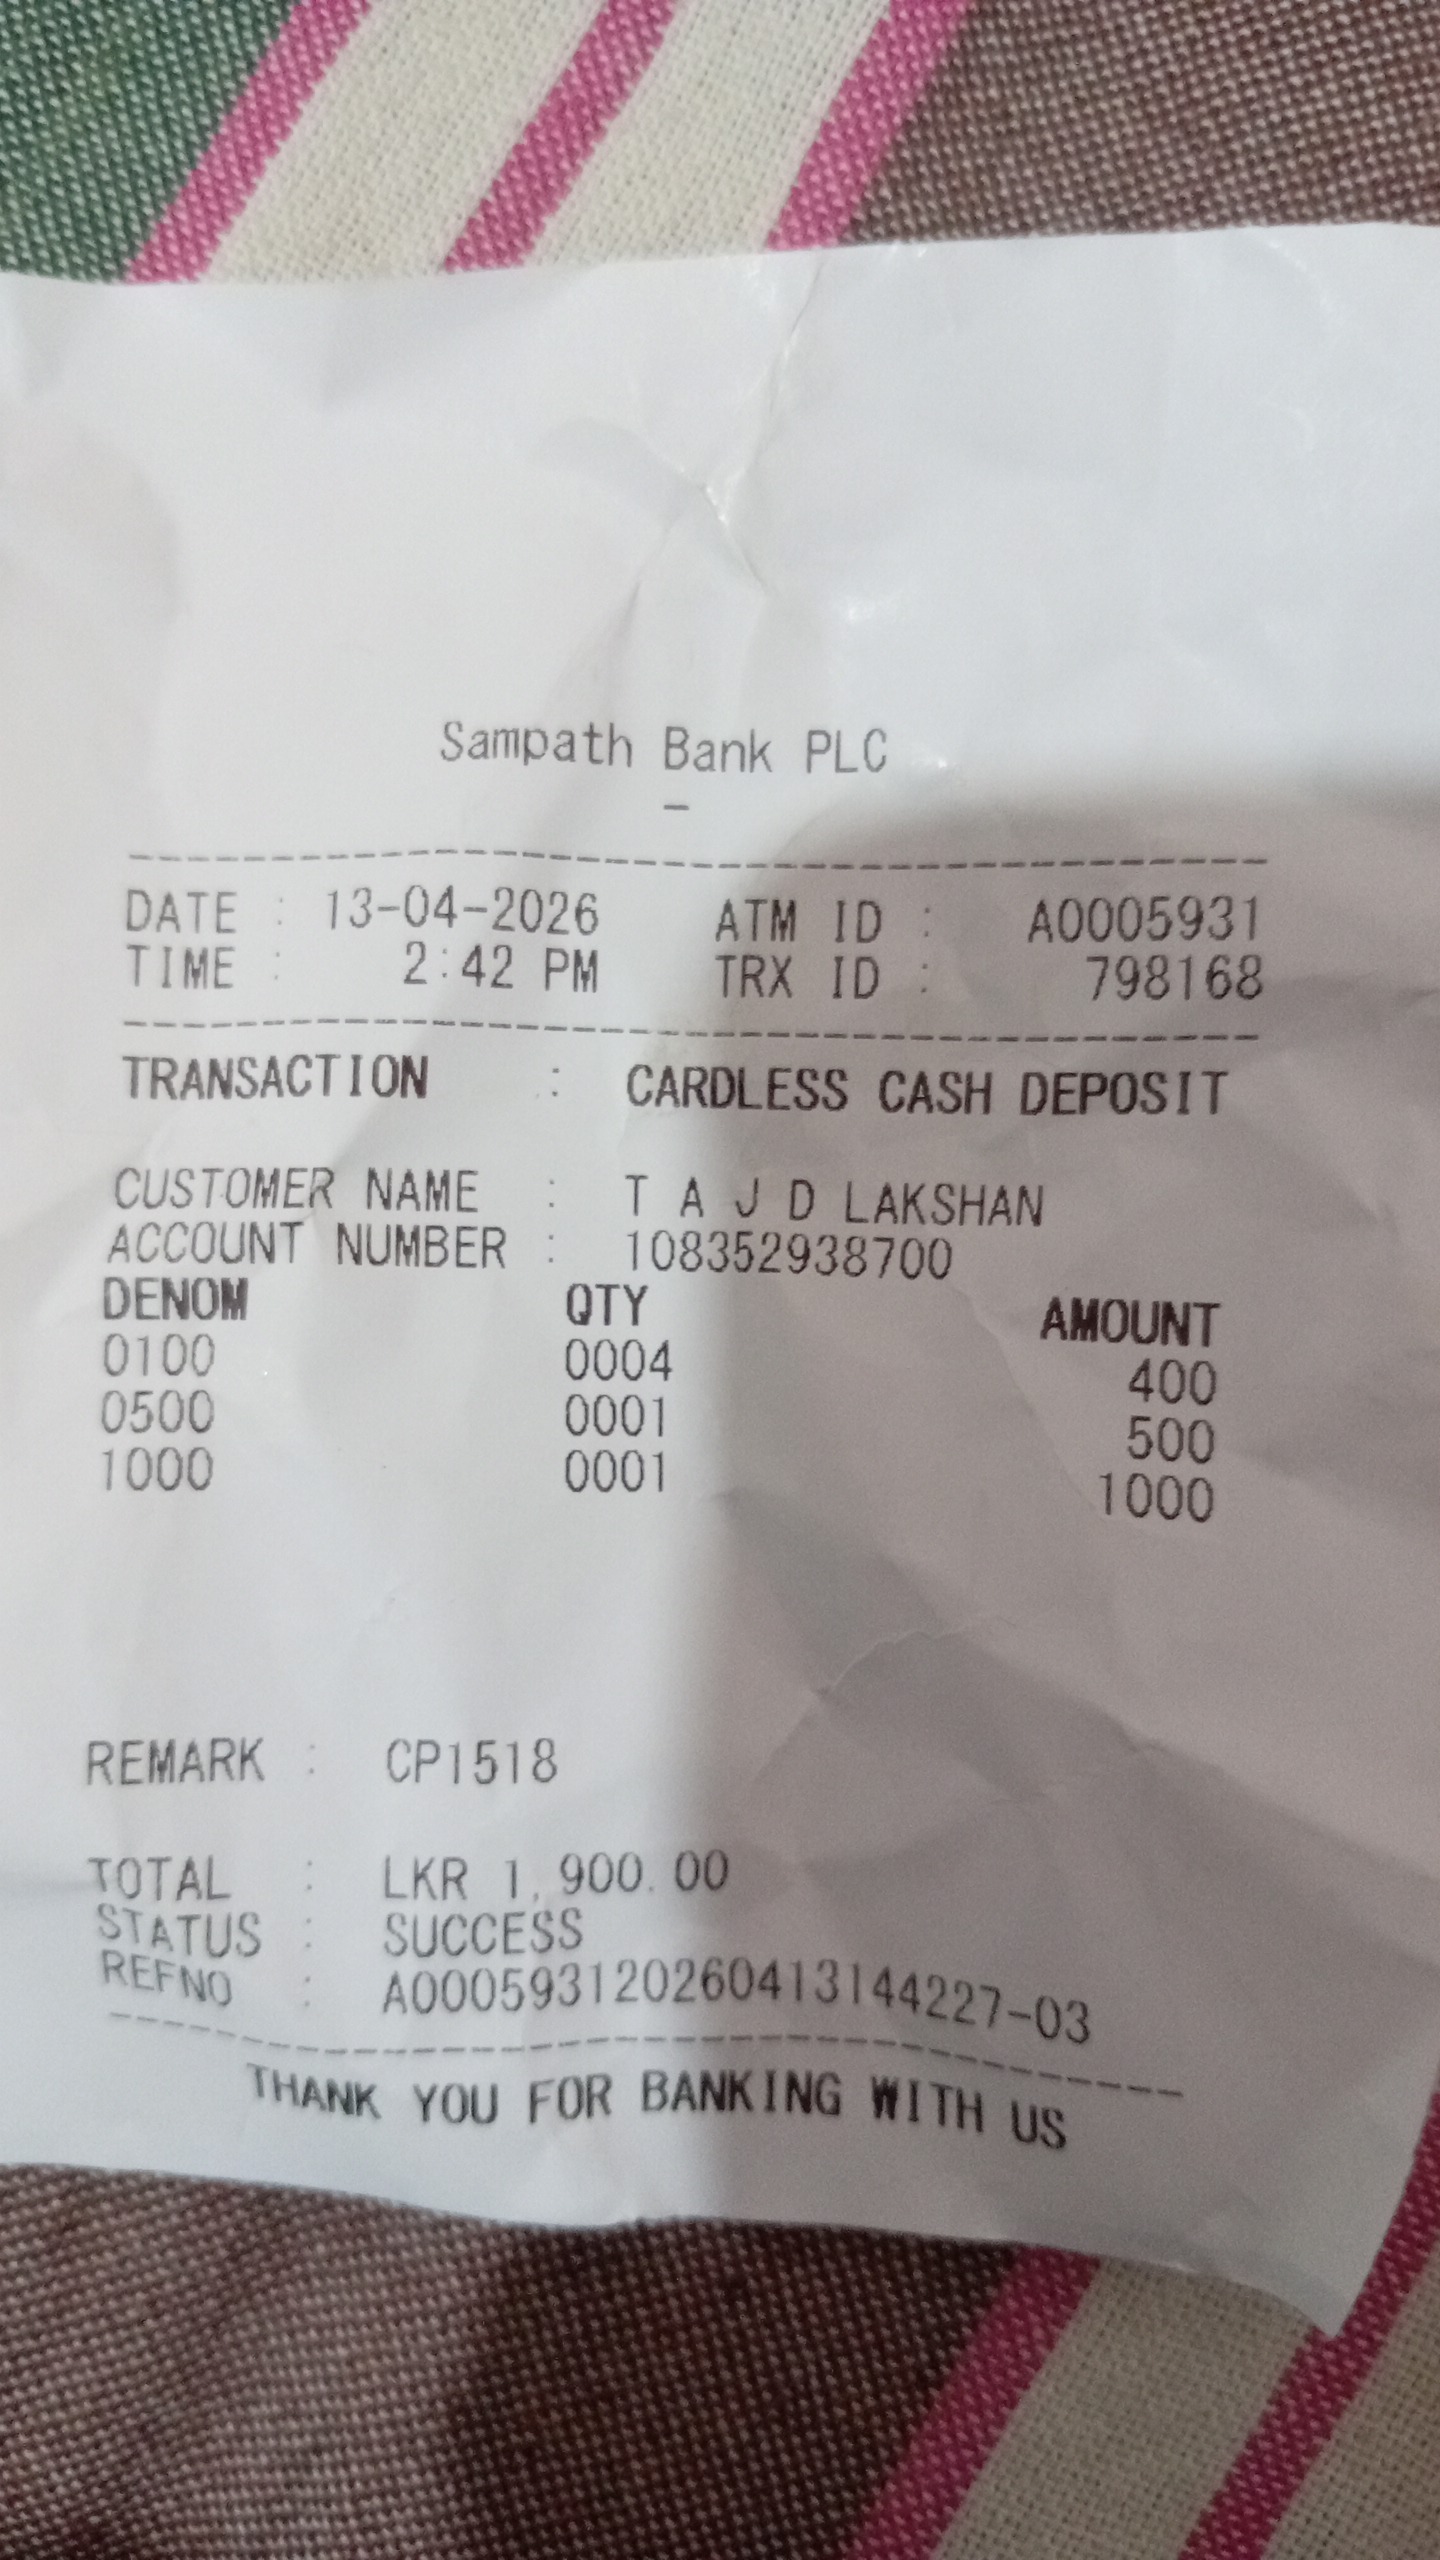 Sampath Bank PLC
-
DATE : 13-04-2026 ATM ID : A0005931
TIME : 2:42 PM TRX ID : 798168
TRANSACTION : CARDLESS CASH DEPOSIT
CUSTOMER NAME : T A J D LAKSHAN
ACCOUNT NUMBER : 108352938700
DENOM QTY AMOUNT
0100 0004 400
0500 0001 500
1000 0001 1000
REMARK : CP1518
TOTAL : LKR 1,900.00
STATUS : SUCCESS
REFNO : A000593120260413144227-03
THANK YOU FOR BANKING WITH US